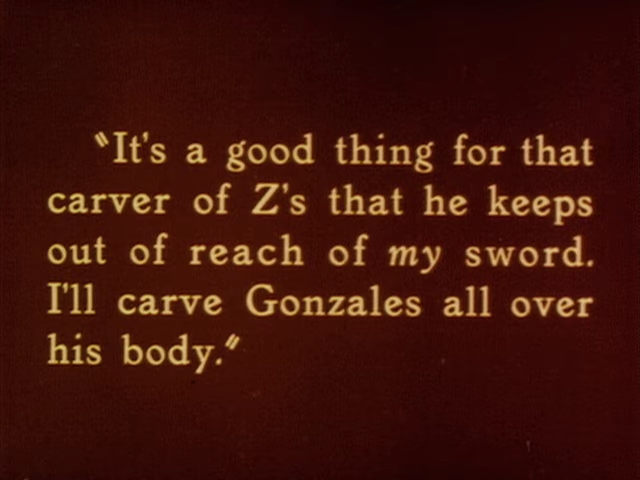 "It's a good thing for that
carver of Z's that he keeps
out of reach of my sword.
I'll carve Gonzales all over
his body."